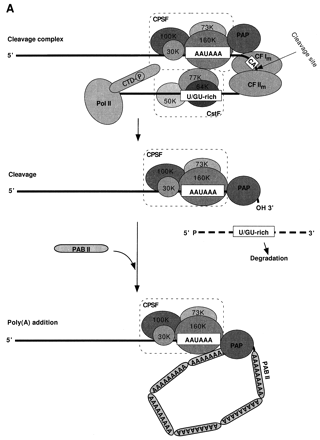 A
CPSF
Cleavage complex
73K
100K
160K
PAP
30K
AAUAAA
5'
CF Im
CA
Cleavage site
CF IIm
CTD-P
Pol II
77K
64K
50K
U/GU-rich
CstF
CPSF
Cleavage
73K
100K
160K
30K
AAUAAA
PAP
5'
OH 3'
5' P
U/GU-rich
3'
Degradation
PAB II
CPSF
Poly(A) addition
73K
100K
160K
30K
AAUAAA
5'
PAP
PAB II